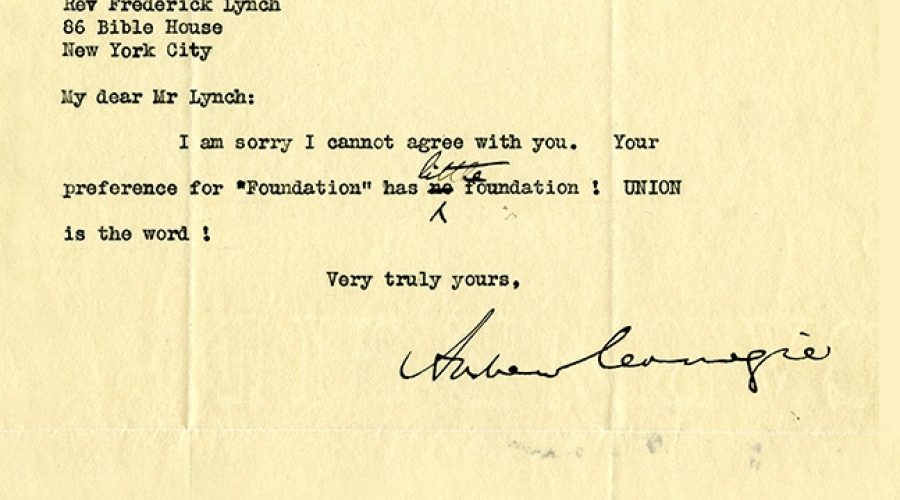 Rev Frederick Lynch
86 Bible House
New York City
My dear Mr Lynch:
I am sorry I cannot agree with you. Your
preference for "Foundation" has little no foundation ! UNION
is the word !
Very truly yours,
Andrew Carnegie